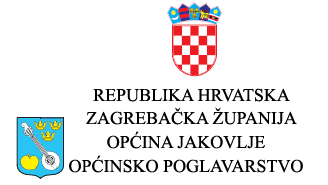 REPUBLIKA HRVATSKA
ZAGREBAČKA ŽUPANIJA
OPĆINA JAKOVLJE
OPĆINSKO POGLAVARSTVO